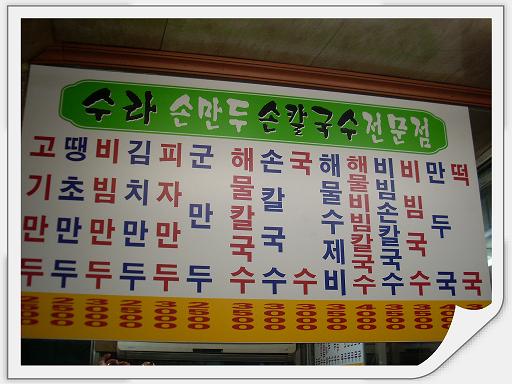 수라 손만두 손칼국수 전문점
고기만두
땡초만두
비빔만두
김치만두
피자만두
군만두
해물칼국수
손칼국수
국수
해물수제비
해물비빔칼국수
비빔손칼국수
비빔국수
만두국
떡국